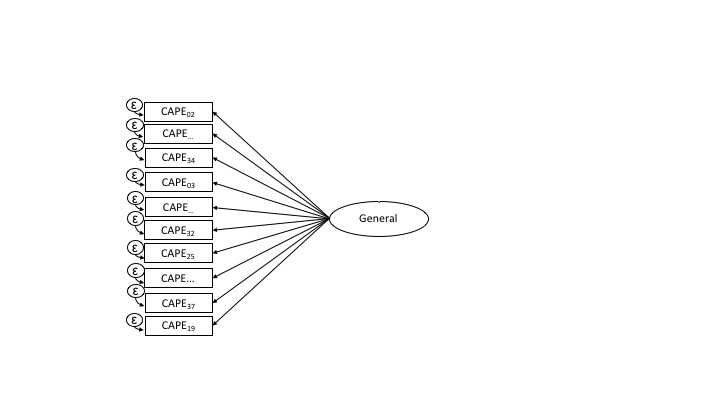 ε CAPE02
ε CAPE...
ε CAPE34
ε CAPE03
ε CAPE...
ε CAPE32
ε CAPE25
ε CAPE...
ε CAPE37
ε CAPE19
General